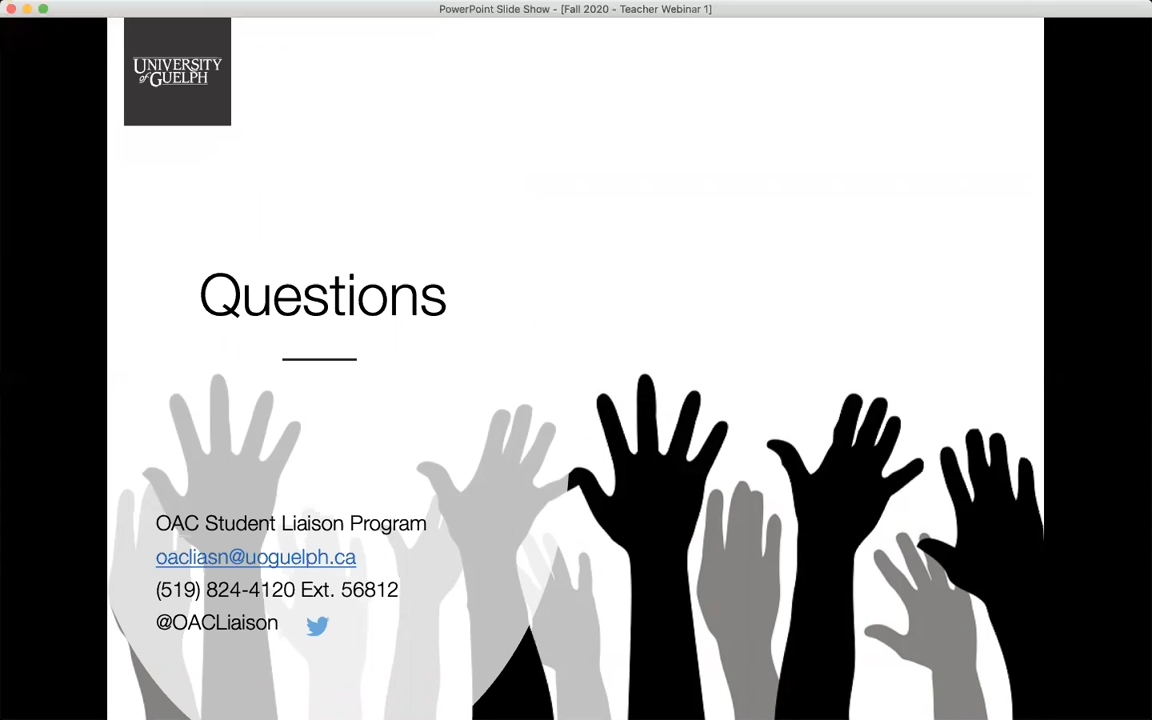 PowerPoint Slide Show - [Fall 2020 - Teacher Webinar 1]
UNIVERSITY
of GUELPH
Questions
OAC Student Liaison Program
oacliasn@uoguelph.ca
(519) 824-4120 Ext. 56812
@OACLiaison